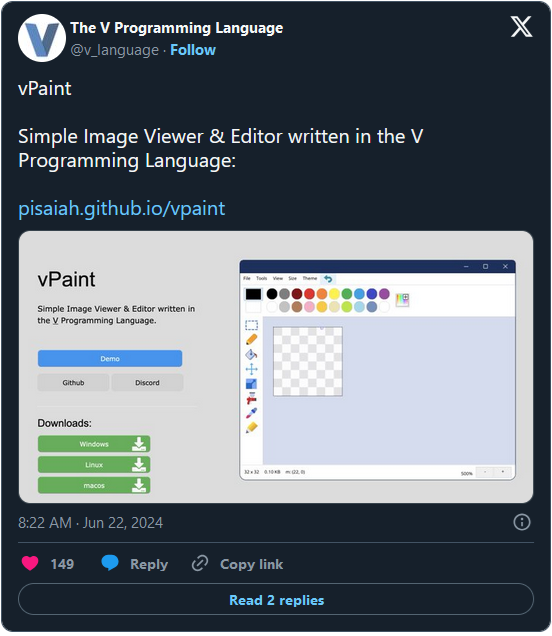 The V Programming Language
@v_language · Follow
vPaint
Simple Image Viewer & Editor written in the V
Programming Language:
pisaiah.github.io/vpaint
vPaint
Simple Image Viewer & Editor written in
the V Programming Language.
Demo
Github Discord
Downloads:
Windows
Linux
macos
File Tools View Size Theme
32 x 32 0.10 KB m: (22, 0) 500% - +
8:22 AM · Jun 22, 2024
149 Reply Copy link
Read 2 replies